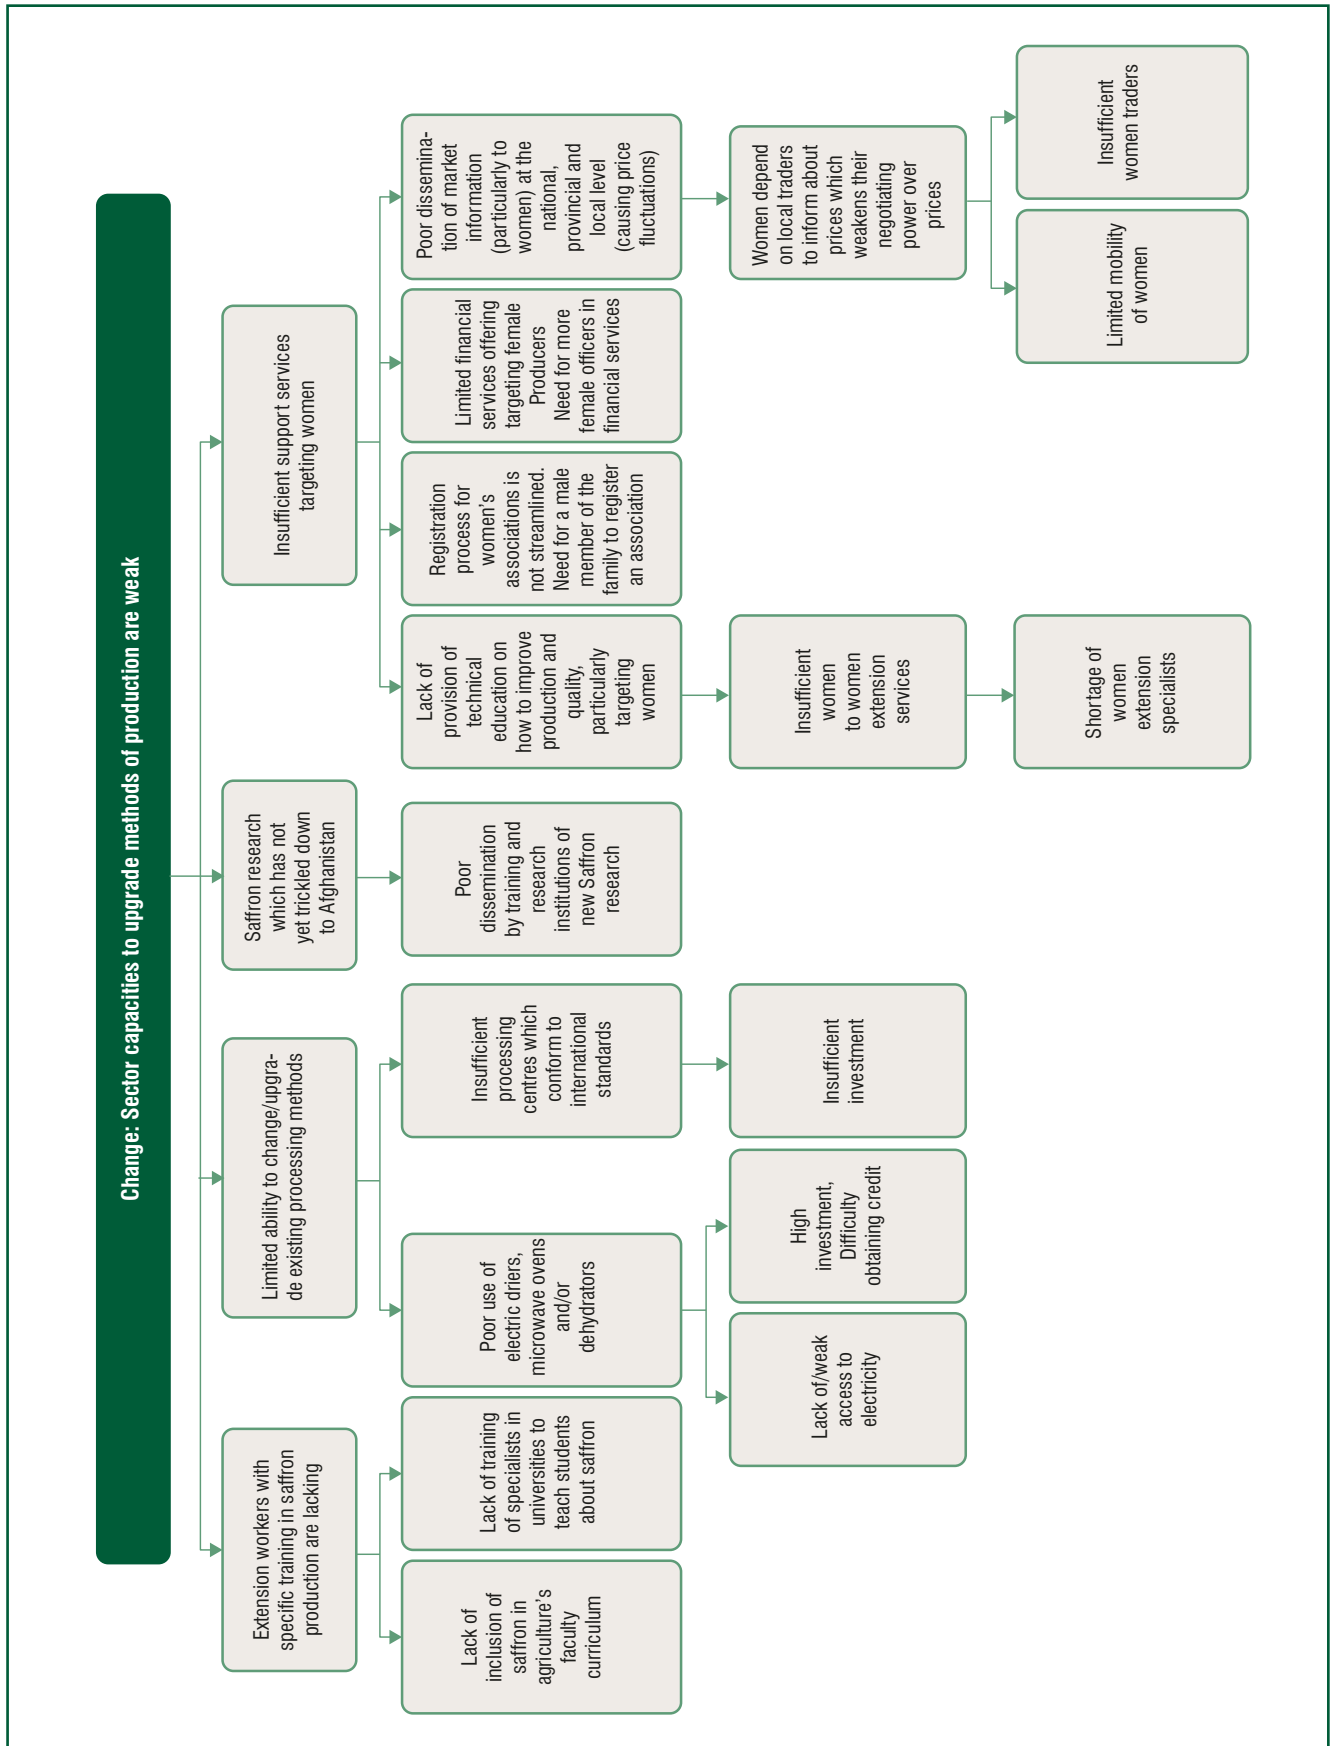 Change: Sector capacities to upgrade methods of production are weak
Extension workers with
specific training in saffron
production are lacking
Limited ability to change/upgra-
de existing processing methods
Saffron research
which has not
yet trickled down
to Afghanistan
Insufficient support services
targeting women
Lack of
inclusion of
saffron in
agriculture’s
faculty
curriculum
Lack of training
of specialists in
universities to
teach students
about saffron
Poor use of
electric driers,
microwave ovens
and/or
dehydrators
Insufficient
processing
centres which
conform to
international
standards
Poor
dissemination
by training and
research
institutions of
new Saffron
research
Lack of
provision of
technical
education on
how to improve
production and
quality,
particularly
targeting
women
Registration
process for
women’s
associations is
not streamlined.
Need for a male
member of the
family to register
an association
Limited financial
services offering
targeting female
Producers
Need for more
female officers in
financial services
Poor dissemina-
tion of market
information
(particularly to
women) at the
national,
provincial and
local level
(causing price
fluctuations)
Lack of/weak
access to
electricity
High
investment,
Difficulty
obtaining credit
Insufficient
investment
Insufficient
women
to women
extension
services
Women depend
on local traders
to inform about
prices which
weakens their
negotiating
power over
prices
Shortage of
women
extension
specialists
Limited mobility
of women
Insufficient
women traders